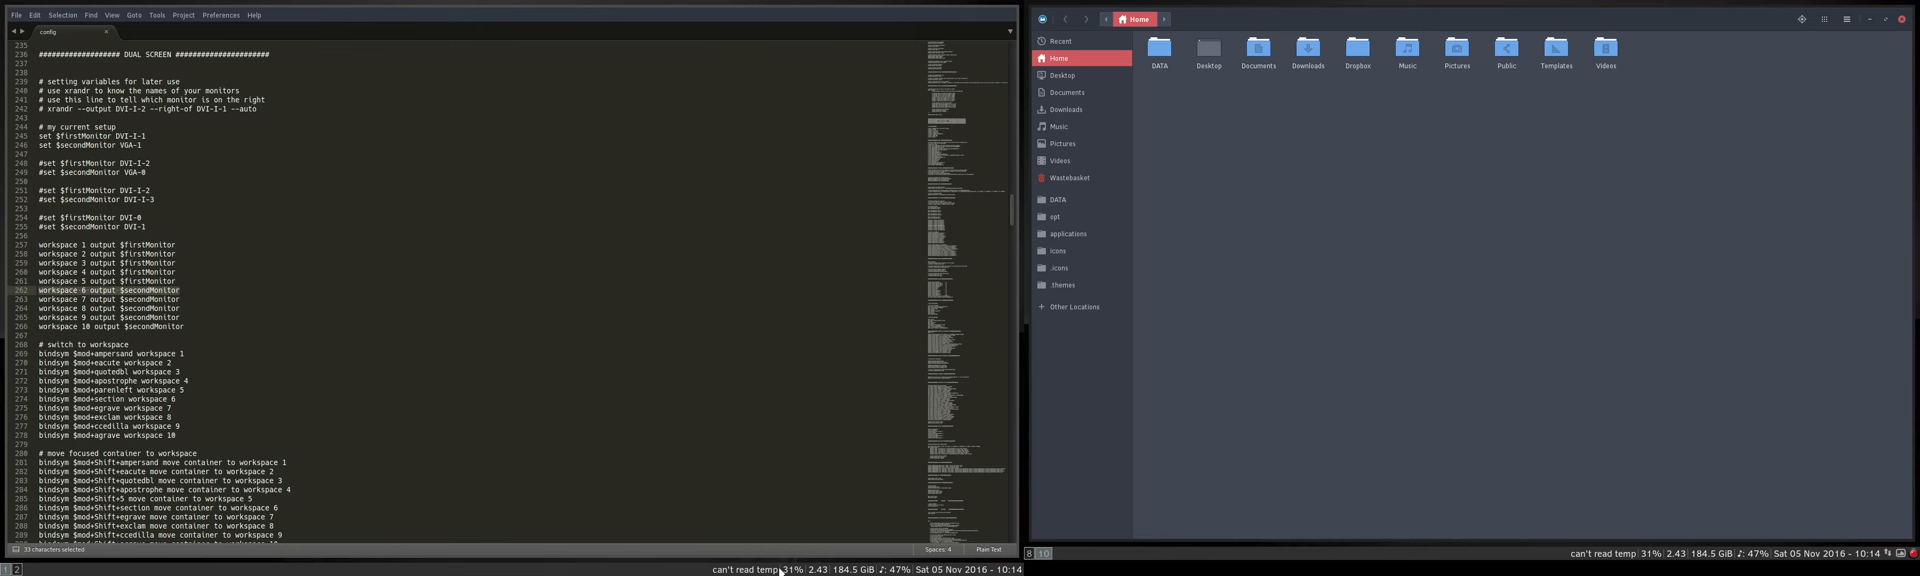 File Edit Selection Find View Goto Tools Project Preferences Help
config
235
236 ################### DUAL SCREEN ######################
237
238
239 # setting variables for later use
240 # use xrandr to know the names of your monitors
241 # use this line to tell which monitor is on the right
242 # xrandr --output DVI-I-2 --right-of DVI-I-1 --auto
243
244 # my current setup
245 set $firstMonitor DVI-I-1
246 set $secondMonitor VGA-1
247
248 #set $firstMonitor DVI-I-2
249 #set $secondMonitor VGA-0
250
251 #set $firstMonitor DVI-I-2
252 #set $secondMonitor DVI-I-3
253
254 #set $firstMonitor DVI-0
255 #set $secondMonitor DVI-1
256
257 workspace 1 output $firstMonitor
258 workspace 2 output $firstMonitor
259 workspace 3 output $firstMonitor
260 workspace 4 output $firstMonitor
261 workspace 5 output $firstMonitor
262 workspace 6 output $secondMonitor
263 workspace 7 output $secondMonitor
264 workspace 8 output $secondMonitor
265 workspace 9 output $secondMonitor
266 workspace 10 output $secondMonitor
267
268 # switch to workspace
269 bindsym $mod+ampersand workspace 1
270 bindsym $mod+eacute workspace 2
271 bindsym $mod+quotedbl workspace 3
272 bindsym $mod+apostrophe workspace 4
273 bindsym $mod+parenleft workspace 5
274 bindsym $mod+section workspace 6
275 bindsym $mod+egrave workspace 7
276 bindsym $mod+exclam workspace 8
277 bindsym $mod+ccedilla workspace 9
278 bindsym $mod+agrave workspace 10
279
280 # move focused container to workspace
281 bindsym $mod+Shift+ampersand move container to workspace 1
282 bindsym $mod+Shift+eacute move container to workspace 2
283 bindsym $mod+Shift+quotedbl move container to workspace 3
284 bindsym $mod+Shift+apostrophe move container to workspace 4
285 bindsym $mod+Shift+5 move container to workspace 5
286 bindsym $mod+Shift+section move container to workspace 6
287 bindsym $mod+Shift+egrave move container to workspace 7
288 bindsym $mod+Shift+exclam move container to workspace 8
289 bindsym $mod+Shift+ccedilla move container to workspace 9
33 characters selected
Spaces: 4 Plain Text
1 2
can't read temp 31% 2.43 184.5 GiB ♪: 47% Sat 05 Nov 2016 - 10:14
Home
Recent
Home
Desktop
Documents
Downloads
Music
Pictures
Videos
Wastebasket
DATA
opt
applications
icons
.icons
.themes
Other Locations
DATA Desktop Documents Downloads Dropbox Music Pictures Public Templates Videos
8 10
can't read temp 31% 2.43 184.5 GiB ♪: 47% Sat 05 Nov 2016 - 10:14